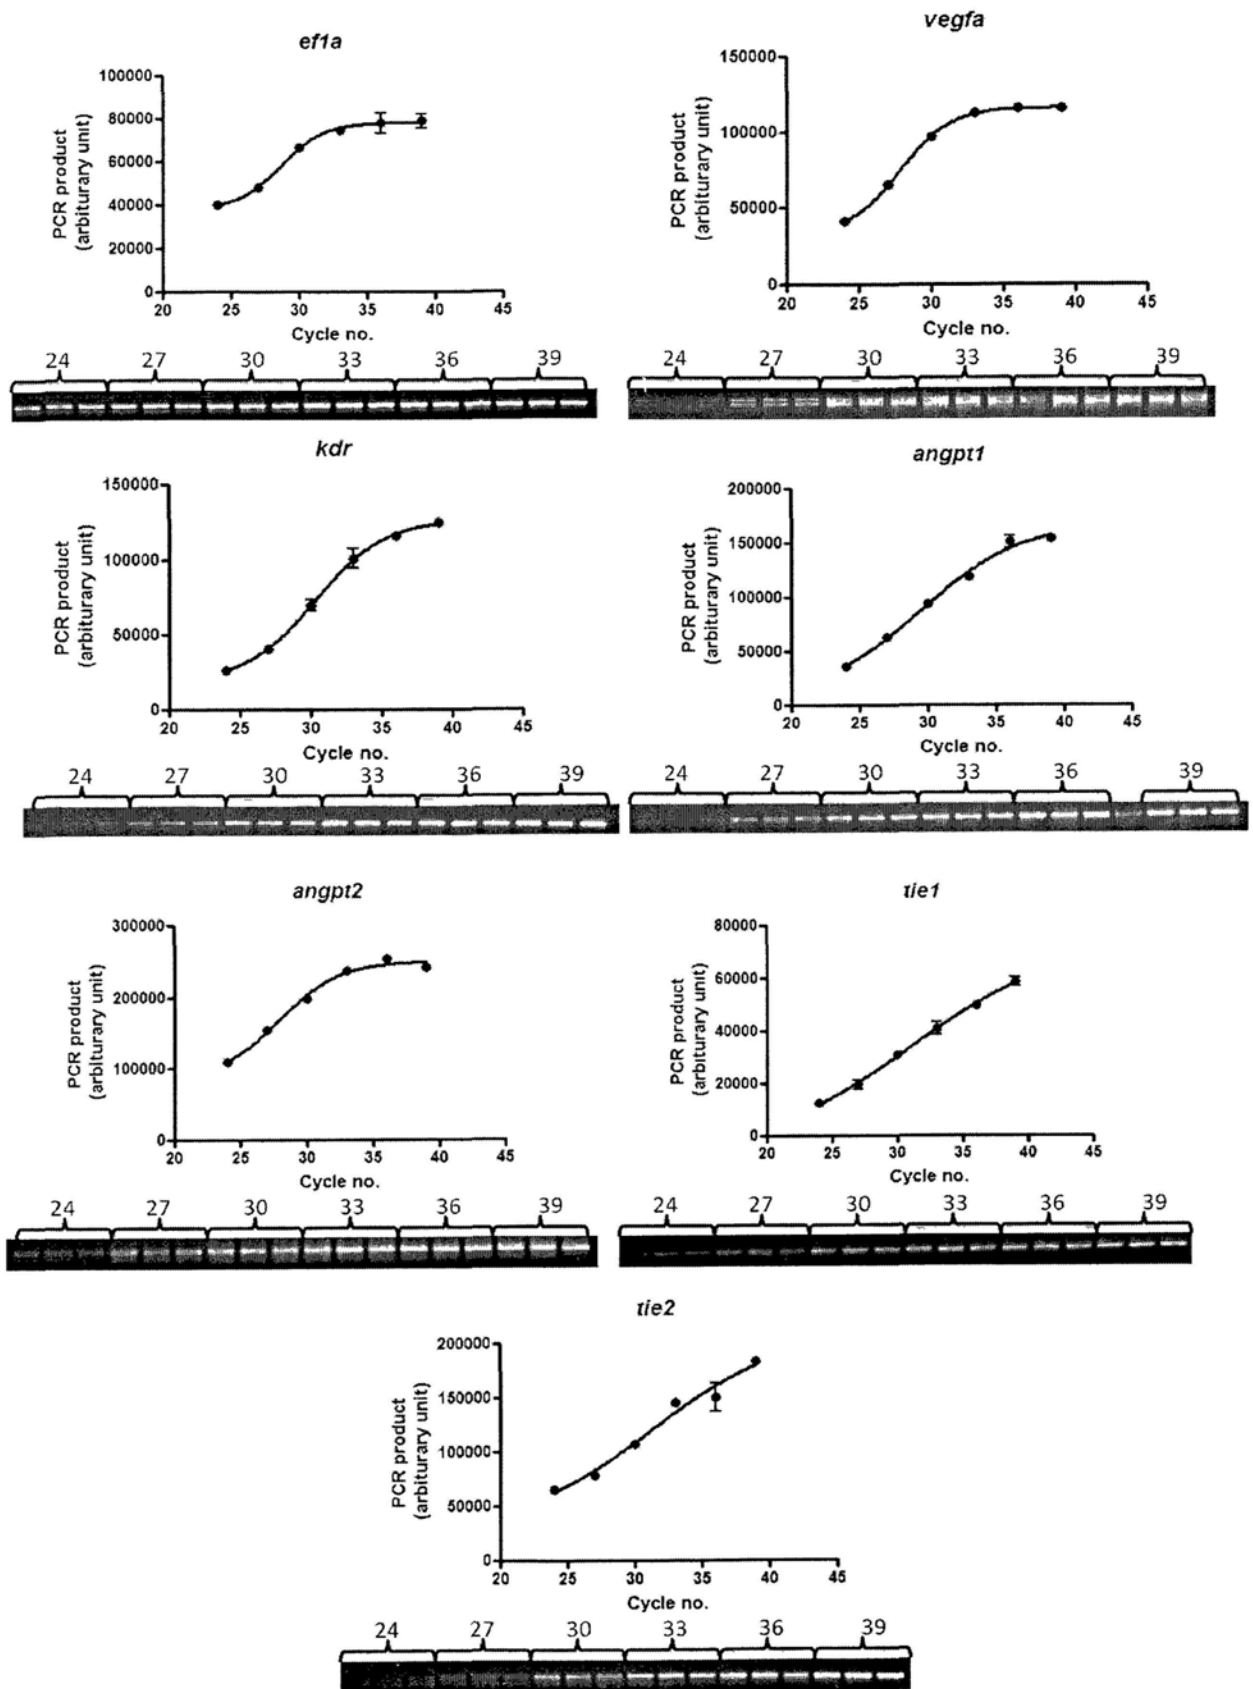 ef1a
PCR product
(arbiturary unit)
100000
80000
60000
40000
20000
0
20 25 30 35 40 45
Cycle no.
24 27 30 33 36 39
vegfa
PCR product
(arbiturary unit)
150000
100000
50000
0
20 25 30 35 40 45
Cycle no.
24 27 30 33 36 39
kdr
PCR product
(arbiturary unit)
150000
100000
50000
0
20 25 30 35 40 45
Cycle no.
24 27 30 33 36 39
angpt1
PCR product
(arbiturary unit)
200000
150000
100000
50000
0
20 25 30 35 40 45
Cycle no.
24 27 30 33 36 39
angpt2
PCR product
(arbiturary unit)
300000
200000
100000
0
20 25 30 35 40 45
Cycle no.
24 27 30 33 36 39
tie1
PCR product
(arbiturary unit)
80000
60000
40000
20000
0
20 25 30 35 40 45
Cycle no.
24 27 30 33 36 39
tie2
PCR product
(arbiturary unit)
200000
150000
100000
50000
0
20 25 30 35 40 45
Cycle no.
24 27 30 33 36 39